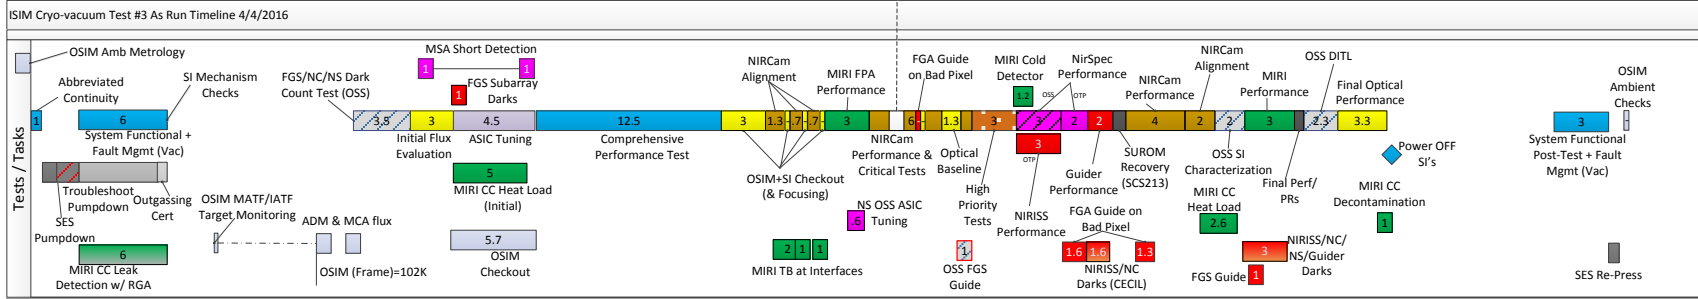 ISIM Cryo-vacuum Test #3 As Run Timeline 4/4/2016
Tests / Tasks
OSIM Amb Metrology
Abbreviated
Continuity
SI Mechanism
Checks
1
6
System Functional +
Fault Mgmt (Vac)
Troubleshoot
Pumpdown
Outgassing
Cert
SES
Pumpdown
6
MIRI CC Leak
Detection w/ RGA
OSIM MATF/IATF
Target Monitoring
ADM & MCA flux
OSIM (Frame)=102K
FGS/NC/NS Dark
Count Test (OSS)
3.8
3
Initial Flux
Evaluation
MSA Short Detection
1
1
1
FGS Subarray
Darks
4.5
ASIC Tuning
5
MIRI CC Heat Load
(Initial)
5.7
OSIM
Checkout
12.5
Comprehensive
Performance Test
NIRCam
Alignment
3
1.3
.7
.7
3
MIRI FPA
Performance
OSIM+SI Checkout
(& Focusing)
NS OSS ASIC
Tuning
.6
2
1
1
MIRI TB at Interfaces
NIRCam
Performance &
Critical Tests
FGA Guide
on Bad Pixel
6
1.3
Optical
Baseline
3
High
Priority
Tests
1
OSS FGS
Guide
MIRI Cold
Detector
1.2
NirSpec
Performance
OSS
OTP
3
2
2
3
OTP
NIRISS
Performance
Guider
Performance
SUROM
Recovery
(SCS213)
FGA Guide on
Bad Pixel
1.6
1.6
1.3
NIRISS/NC
Darks (CECIL)
NIRCam
Performance
4
NIRCam
Alignment
2
2
OSS SI
Characterization
MIRI
Performance
3
Final Perf/
PRs
OSS DITL
2.3
Final Optical
Performance
3.3
MIRI CC
Heat Load
2.6
3
NIRISS/NC/
NS/Guider
Darks
FGS Guide
1
Power OFF
SI's
MIRI CC
Decontamination
1
3
System Functional
Post-Test + Fault
Mgmt (Vac)
OSIM
Ambient
Checks
SES Re-Press